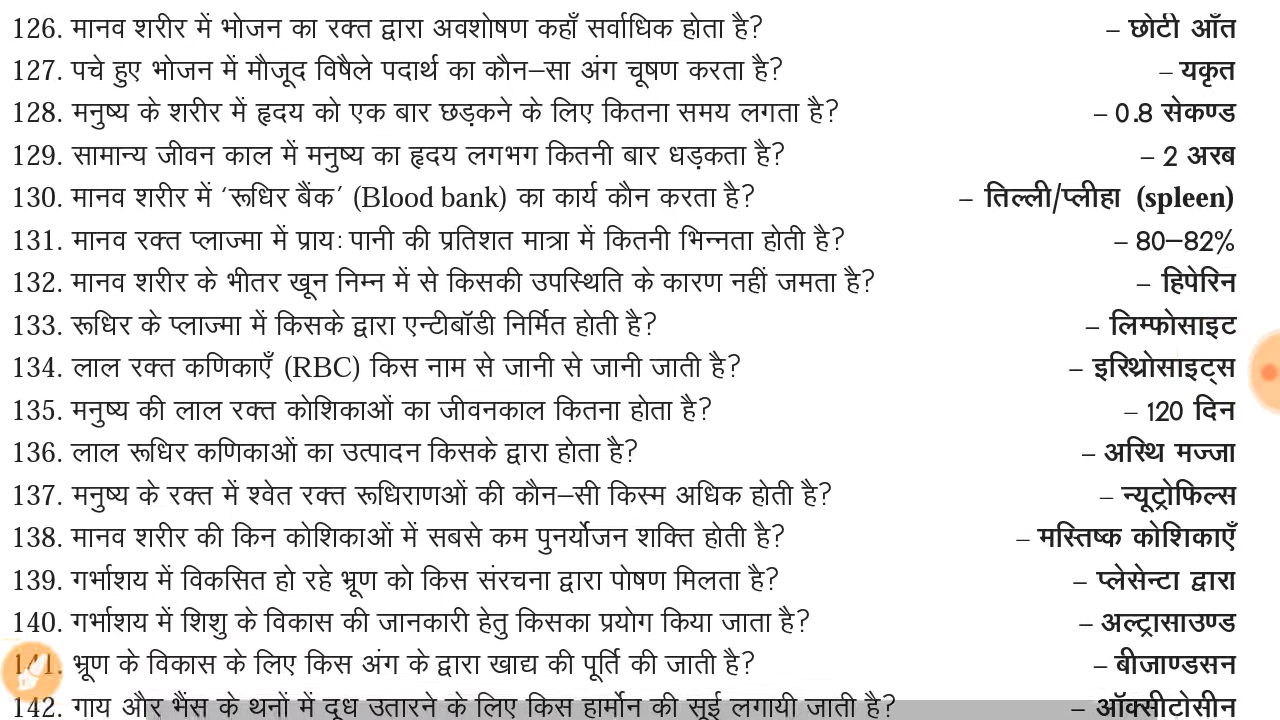 126. मानव शरीर में भोजन का रक्त द्वारा अवशोषण कहाँ सर्वाधिक होता है? – छोटी आँत
127. पचे हुए भोजन में मौजूद विषैले पदार्थ का कौन–सा अंग चूषण करता है? – यकृत
128. मनुष्य के शरीर में हृदय को एक बार छड़कने के लिए कितना समय लगता है? – 0.8 सेकण्ड
129. सामान्य जीवन काल में मनुष्य का हृदय लगभग कितनी बार धड़कता है? – 2 अरब
130. मानव शरीर में ‘रूधिर बैंक’ (Blood bank) का कार्य कौन करता है? – तिल्ली/प्लीहा (spleen)
131. मानव रक्त प्लाज्मा में प्रायः पानी की प्रतिशत मात्रा में कितनी भिन्नता होती है? – 80–82%
132. मानव शरीर के भीतर खून निम्न में से किसकी उपस्थिति के कारण नहीं जमता है? – हिपेरिन
133. रूधिर के प्लाज्मा में किसके द्वारा एन्टीबॉडी निर्मित होती है? – लिम्फोसाइट
134. लाल रक्त कणिकाएँ (RBC) किस नाम से जानी से जानी जाती है? – इरिथ्रोसाइट्स
135. मनुष्य की लाल रक्त कोशिकाओं का जीवनकाल कितना होता है? – 120 दिन
136. लाल रूधिर कणिकाओं का उत्पादन किसके द्वारा होता है? – अस्थि मज्जा
137. मनुष्य के रक्त में श्वेत रक्त रूधिराणओं की कौन–सी किस्म अधिक होती है? – न्यूट्रोफिल्स
138. मानव शरीर की किन कोशिकाओं में सबसे कम पुनर्योजन शक्ति होती है? – मस्तिष्क कोशिकाएँ
139. गर्भाशय में विकसित हो रहे भ्रूण को किस संरचना द्वारा पोषण मिलता है? – प्लेसेन्टा द्वारा
140. गर्भाशय में शिशु के विकास की जानकारी हेतु किसका प्रयोग किया जाता है? – अल्ट्रासाउण्ड
141. भ्रूण के विकास के लिए किस अंग के द्वारा खाद्य की पूर्ति की जाती है? – बीजाण्डसन
142. गाय और भैंस के थनों में दूध उतारने के लिए किस हार्मोन की सूई लगायी जाती है? – ऑक्सीटोसीन